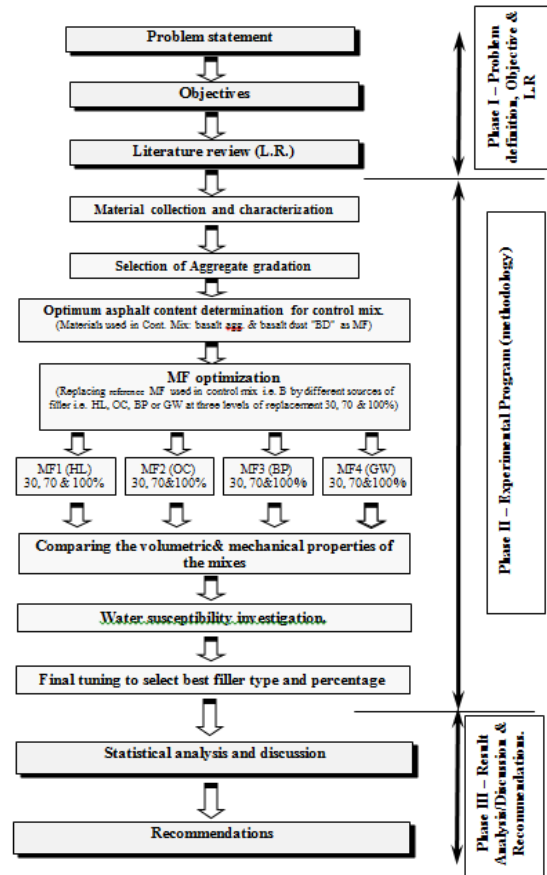 Problem statement
Objectives
Literature review (L.R.)
Material collection and characterization
Selection of Aggregate gradation
Optimum asphalt content determination for control mix.
(Materials used in Cont. Mix: basalt agg. & basalt dust "BD" as MF)
MF optimization
(Replacing reference MF used in control mix i.e. B by different sources of
filler i.e. HL, OC, BP or GW at three levels of replacement 30, 70 & 100%)
MF1 (HL)
30, 70 & 100%
MF2 (OC)
30, 70&100%
MF3 (BP)
30, 70&100%
MF4 (GW)
30, 70&100%
Comparing the volumetric& mechanical properties of
the mixes
Water susceptibility investigation.
Final tuning to select best filler type and percentage
Statistical analysis and discussion
Recommendations
Phase I – Problem
definition, Objective &
L.R
Phase II – Experimental Program (methodology)
Phase III – Result
Analysis/Discussion &
Recommendations.